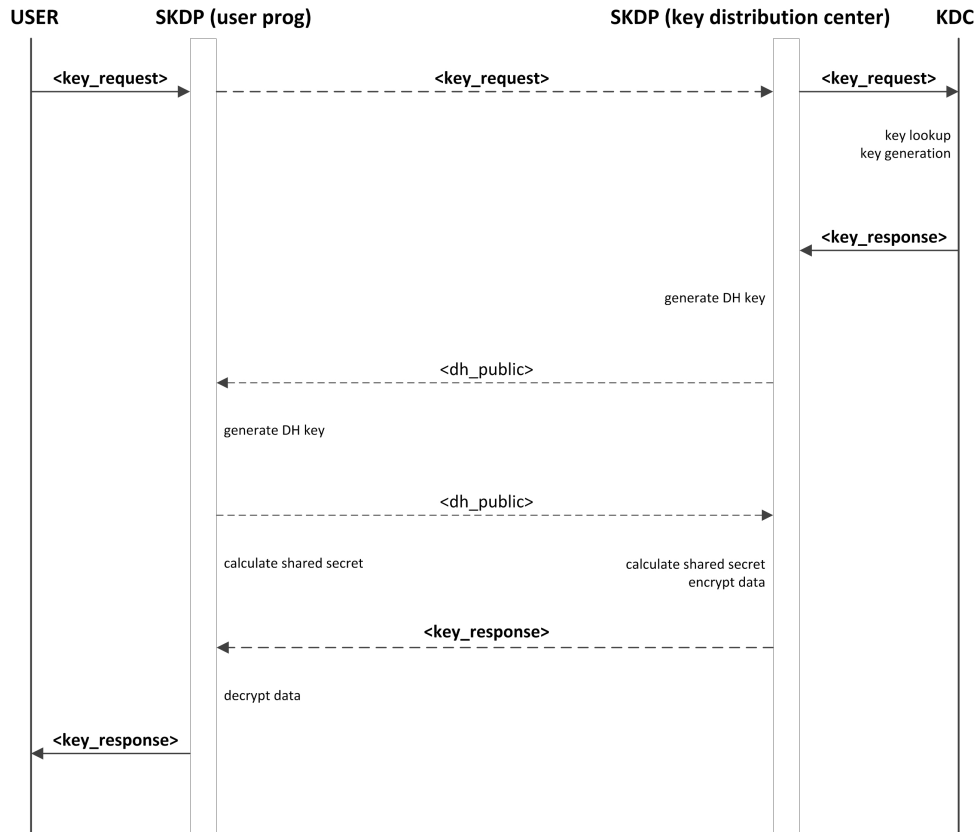 USER SKDP (user prog) SKDP (key distribution center) KDC
<key_request> <key_request> <key_request>
key lookup
key generation
<key_response>
generate DH key
<dh_public>
generate DH key
<dh_public>
calculate shared secret calculate shared secret
encrypt data
<key_response>
decrypt data
<key_response>